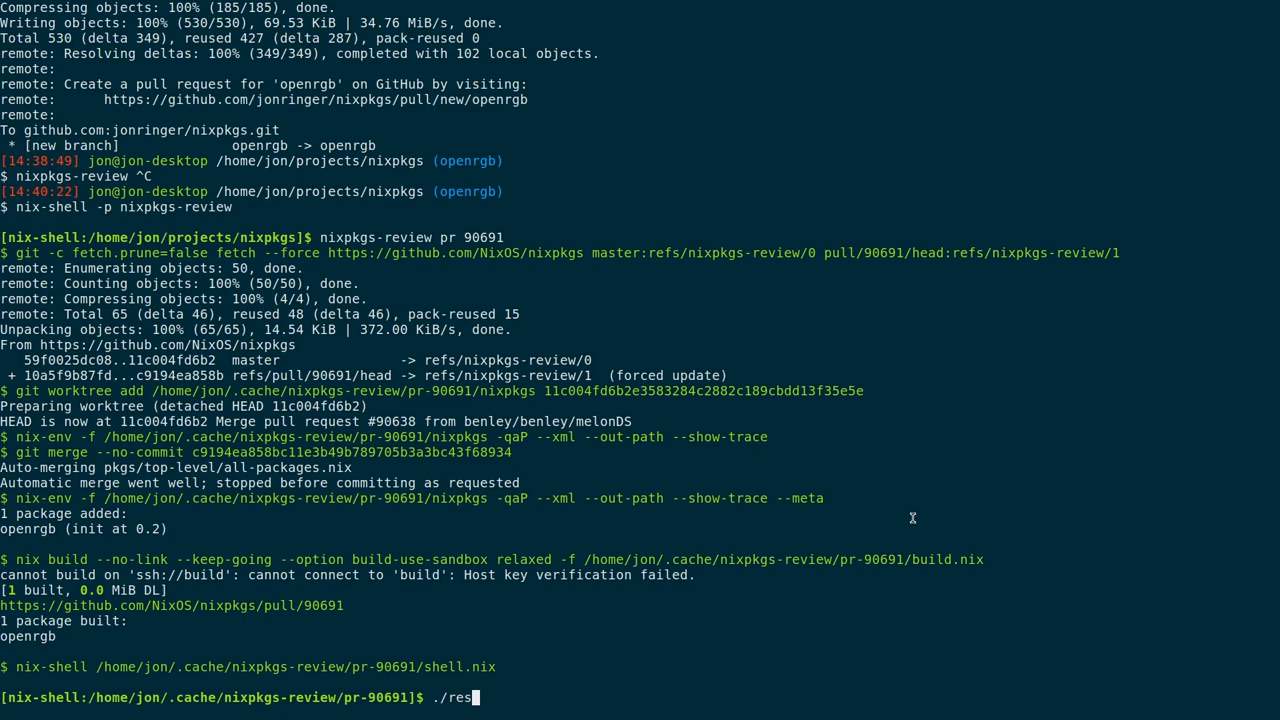 Compressing objects: 100% (185/185), done.
Writing objects: 100% (530/530), 69.53 KiB | 34.76 MiB/s, done.
Total 530 (delta 349), reused 427 (delta 287), pack-reused 0
remote: Resolving deltas: 100% (349/349), completed with 102 local objects.
remote:
remote: Create a pull request for 'openrgb' on GitHub by visiting:
remote:      https://github.com/jonringer/nixpkgs/pull/new/openrgb
remote:
To github.com:jonringer/nixpkgs.git
 * [new branch]              openrgb -> openrgb
[14:38:49] jon@jon-desktop /home/jon/projects/nixpkgs (openrgb)
$ nixpkgs-review ^C
[14:40:22] jon@jon-desktop /home/jon/projects/nixpkgs (openrgb)
$ nix-shell -p nixpkgs-review

[nix-shell:/home/jon/projects/nixpkgs]$ nixpkgs-review pr 90691
$ git -c fetch.prune=false fetch --force https://github.com/NixOS/nixpkgs master:refs/nixpkgs-review/0 pull/90691/head:refs/nixpkgs-review/1
remote: Enumerating objects: 50, done.
remote: Counting objects: 100% (50/50), done.
remote: Compressing objects: 100% (4/4), done.
remote: Total 65 (delta 46), reused 48 (delta 46), pack-reused 15
Unpacking objects: 100% (65/65), 14.54 KiB | 372.00 KiB/s, done.
From https://github.com/NixOS/nixpkgs
   59f0025dc08..11c004fd6b2  master                -> refs/nixpkgs-review/0
 + 10a5f9b87fd...c9194ea858b refs/pull/90691/head -> refs/nixpkgs-review/1  (forced update)
$ git worktree add /home/jon/.cache/nixpkgs-review/pr-90691/nixpkgs 11c004fd6b2e3583284c2882c189cbdd13f35e5e
Preparing worktree (detached HEAD 11c004fd6b2)
HEAD is now at 11c004fd6b2 Merge pull request #90638 from benley/benley/melonDS
$ nix-env -f /home/jon/.cache/nixpkgs-review/pr-90691/nixpkgs -qaP --xml --out-path --show-trace
$ git merge --no-commit c9194ea858bc11e3b49b789705b3a3bc43f68934
Auto-merging pkgs/top-level/all-packages.nix
Automatic merge went well; stopped before committing as requested
$ nix-env -f /home/jon/.cache/nixpkgs-review/pr-90691/nixpkgs -qaP --xml --out-path --show-trace --meta
1 package added:
openrgb (init at 0.2)

$ nix build --no-link --keep-going --option build-use-sandbox relaxed -f /home/jon/.cache/nixpkgs-review/pr-90691/build.nix
cannot build on 'ssh://build': cannot connect to 'build': Host key verification failed.
[1 built, 0.0 MiB DL]
https://github.com/NixOS/nixpkgs/pull/90691
1 package built:
openrgb

$ nix-shell /home/jon/.cache/nixpkgs-review/pr-90691/shell.nix

[nix-shell:/home/jon/.cache/nixpkgs-review/pr-90691]$ ./res